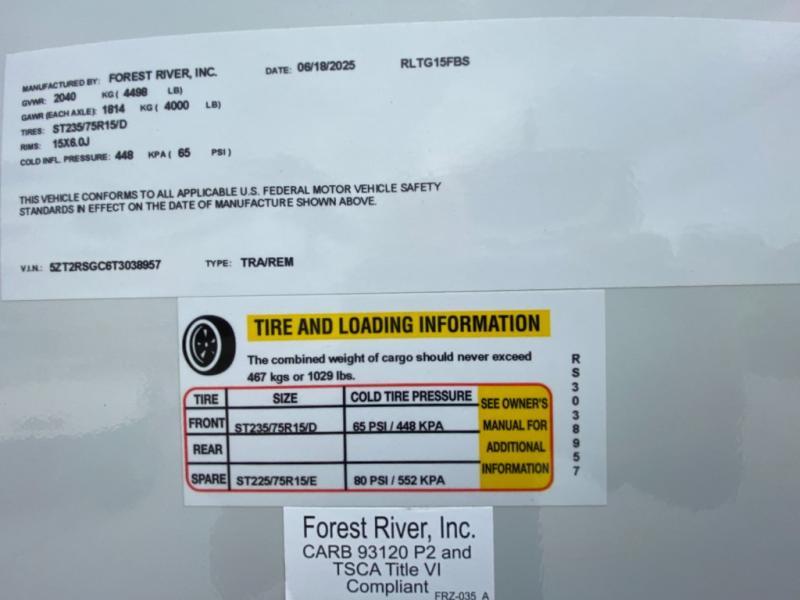 MANUFACTURED BY: FOREST RIVER, INC. DATE: 06/18/2025 RLTG15FBS
GVWR: 2040 KG ( 4498 LB)
GAWR (EACH AXLE): 1814 KG ( 4000 LB)
TIRES: ST235/75R15/D
RIMS: 15X6.0J
COLD INFL. PRESSURE: 448 KPA ( 65 PSI )
THIS VEHICLE CONFORMS TO ALL APPLICABLE U.S. FEDERAL MOTOR VEHICLE SAFETY
STANDARDS IN EFFECT ON THE DATE OF MANUFACTURE SHOWN ABOVE.
V.I.N.: 5ZT2RSGC6T3038957 TYPE: TRA/REM
TIRE AND LOADING INFORMATION
The combined weight of cargo should never exceed
467 kgs or 1029 lbs.
TIRE SIZE COLD TIRE PRESSURE
FRONT ST235/75R15/D 65 PSI / 448 KPA
REAR
SPARE ST225/75R15/E 80 PSI / 552 KPA
SEE OWNER'S
MANUAL FOR
ADDITIONAL
INFORMATION
RS3038957
Forest River, Inc.
CARB 93120 P2 and
TSCA Title VI
Compliant
FRZ-035 A